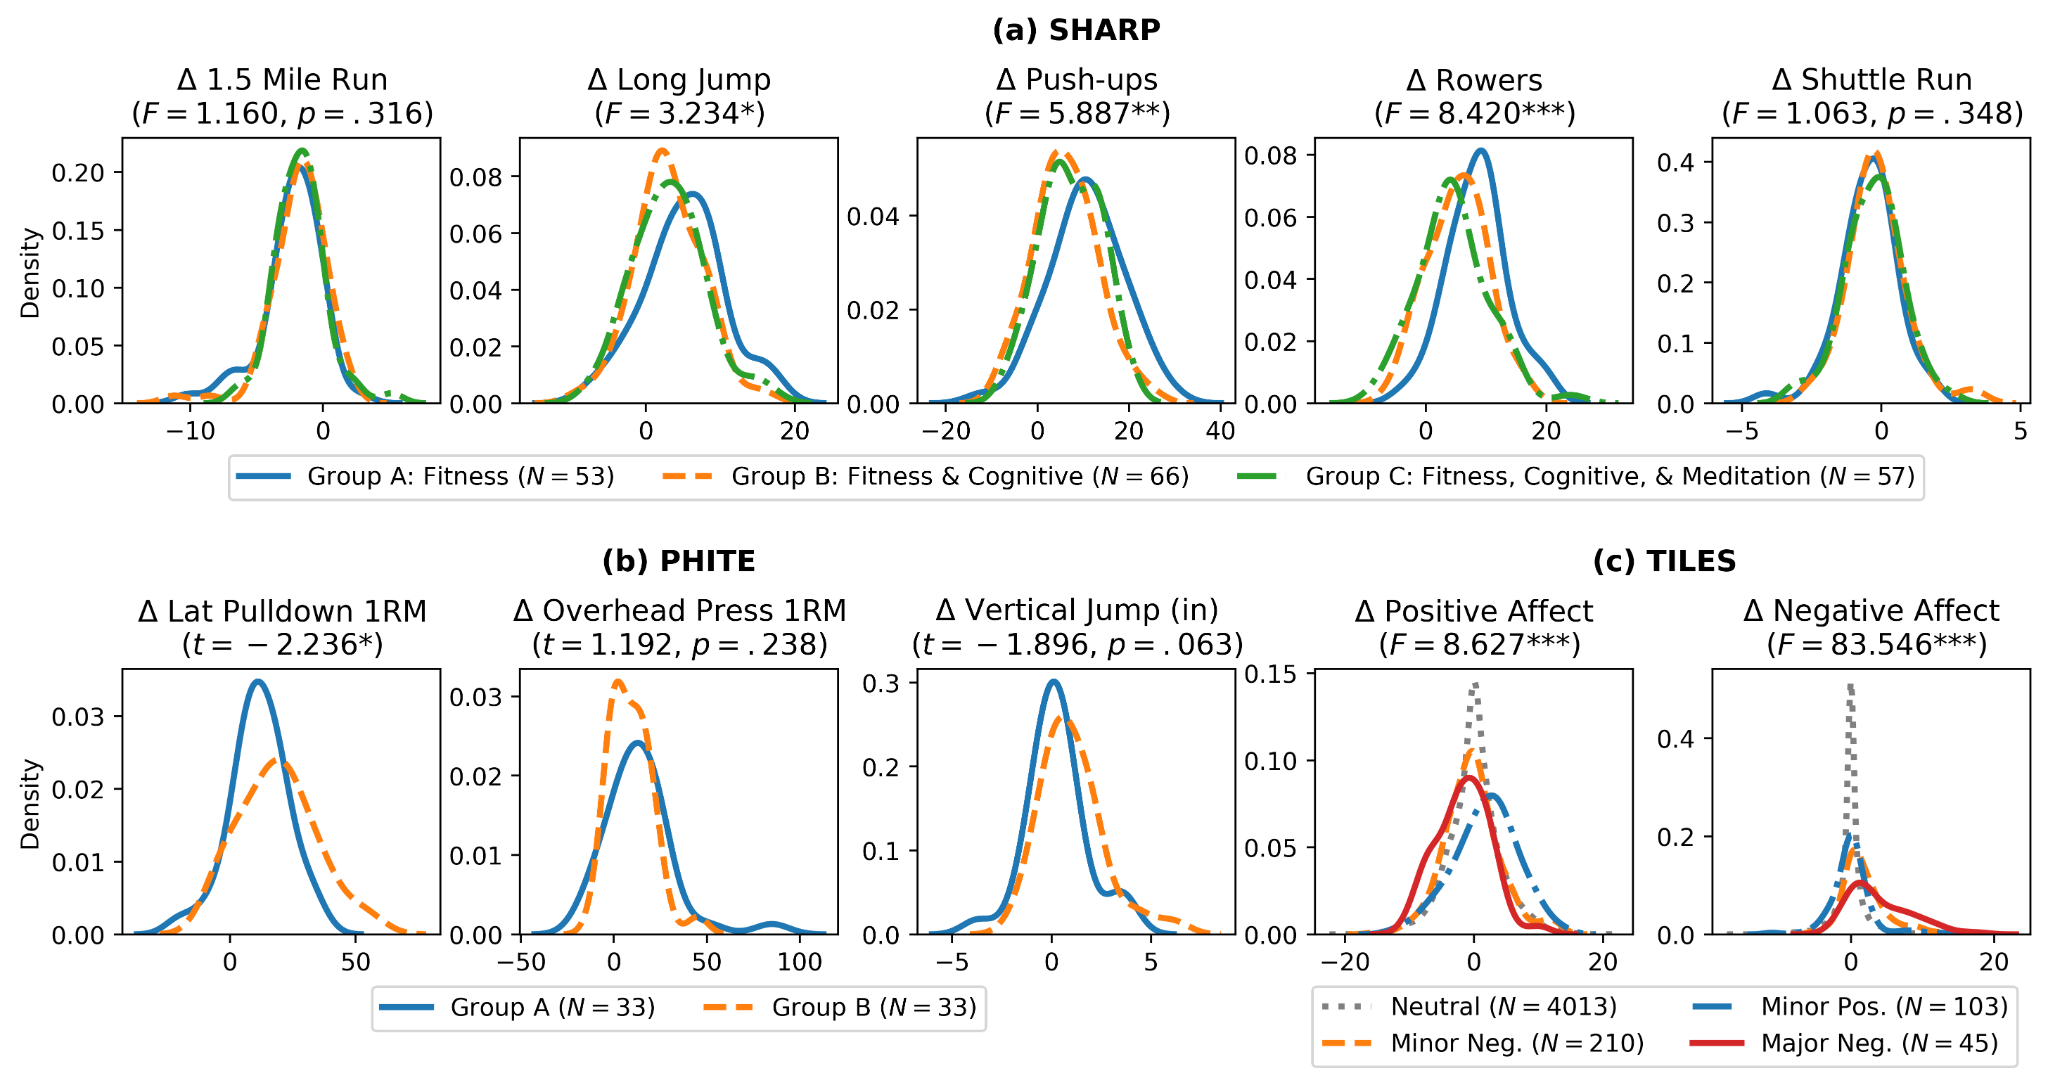 (a) SHARP
Δ 1.5 Mile Run
(F = 1.160, p = .316)
Δ Long Jump
(F = 3.234*)
Δ Push-ups
(F = 5.887**)
Δ Rowers
(F = 8.420***)
Δ Shuttle Run
(F = 1.063, p = .348)
Density
0.20
0.15
0.10
0.05
0.00
−10 0
0.08
0.06
0.04
0.02
0.00
0 20
0.04
0.02
0.00
−20 0 20 40
0.08
0.06
0.04
0.02
0.00
0 20
0.4
0.3
0.2
0.1
0.0
−5 0 5
Group A: Fitness (N = 53) Group B: Fitness & Cognitive (N = 66) Group C: Fitness, Cognitive, & Meditation (N = 57)
(b) PHITE
Δ Lat Pulldown 1RM
(t = −2.236*)
Δ Overhead Press 1RM
(t = 1.192, p = .238)
Δ Vertical Jump (in)
(t = −1.896, p = .063)
Density
0.03
0.02
0.01
0.00
0 50
0.03
0.02
0.01
0.00
−50 0 50 100
0.3
0.2
0.1
0.0
−5 0 5
Group A (N = 33) Group B (N = 33)
(c) TILES
Δ Positive Affect
(F = 8.627***)
Δ Negative Affect
(F = 83.546***)
0.15
0.10
0.05
0.00
−20 0 20
0.4
0.2
0.0
0 20
Neutral (N = 4013) Minor Pos. (N = 103)
Minor Neg. (N = 210) Major Neg. (N = 45)